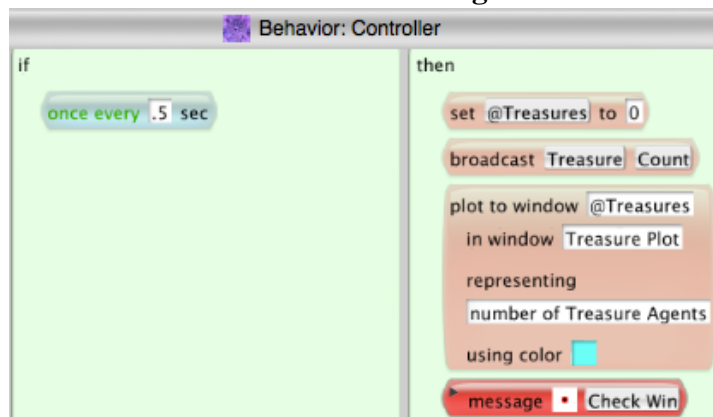 Behavior: Controller
if
once every .5 sec
then
set @Treasures to 0
broadcast Treasure Count
plot to window @Treasures
in window Treasure Plot
representing
number of Treasure Agents
using color
message • Check Win